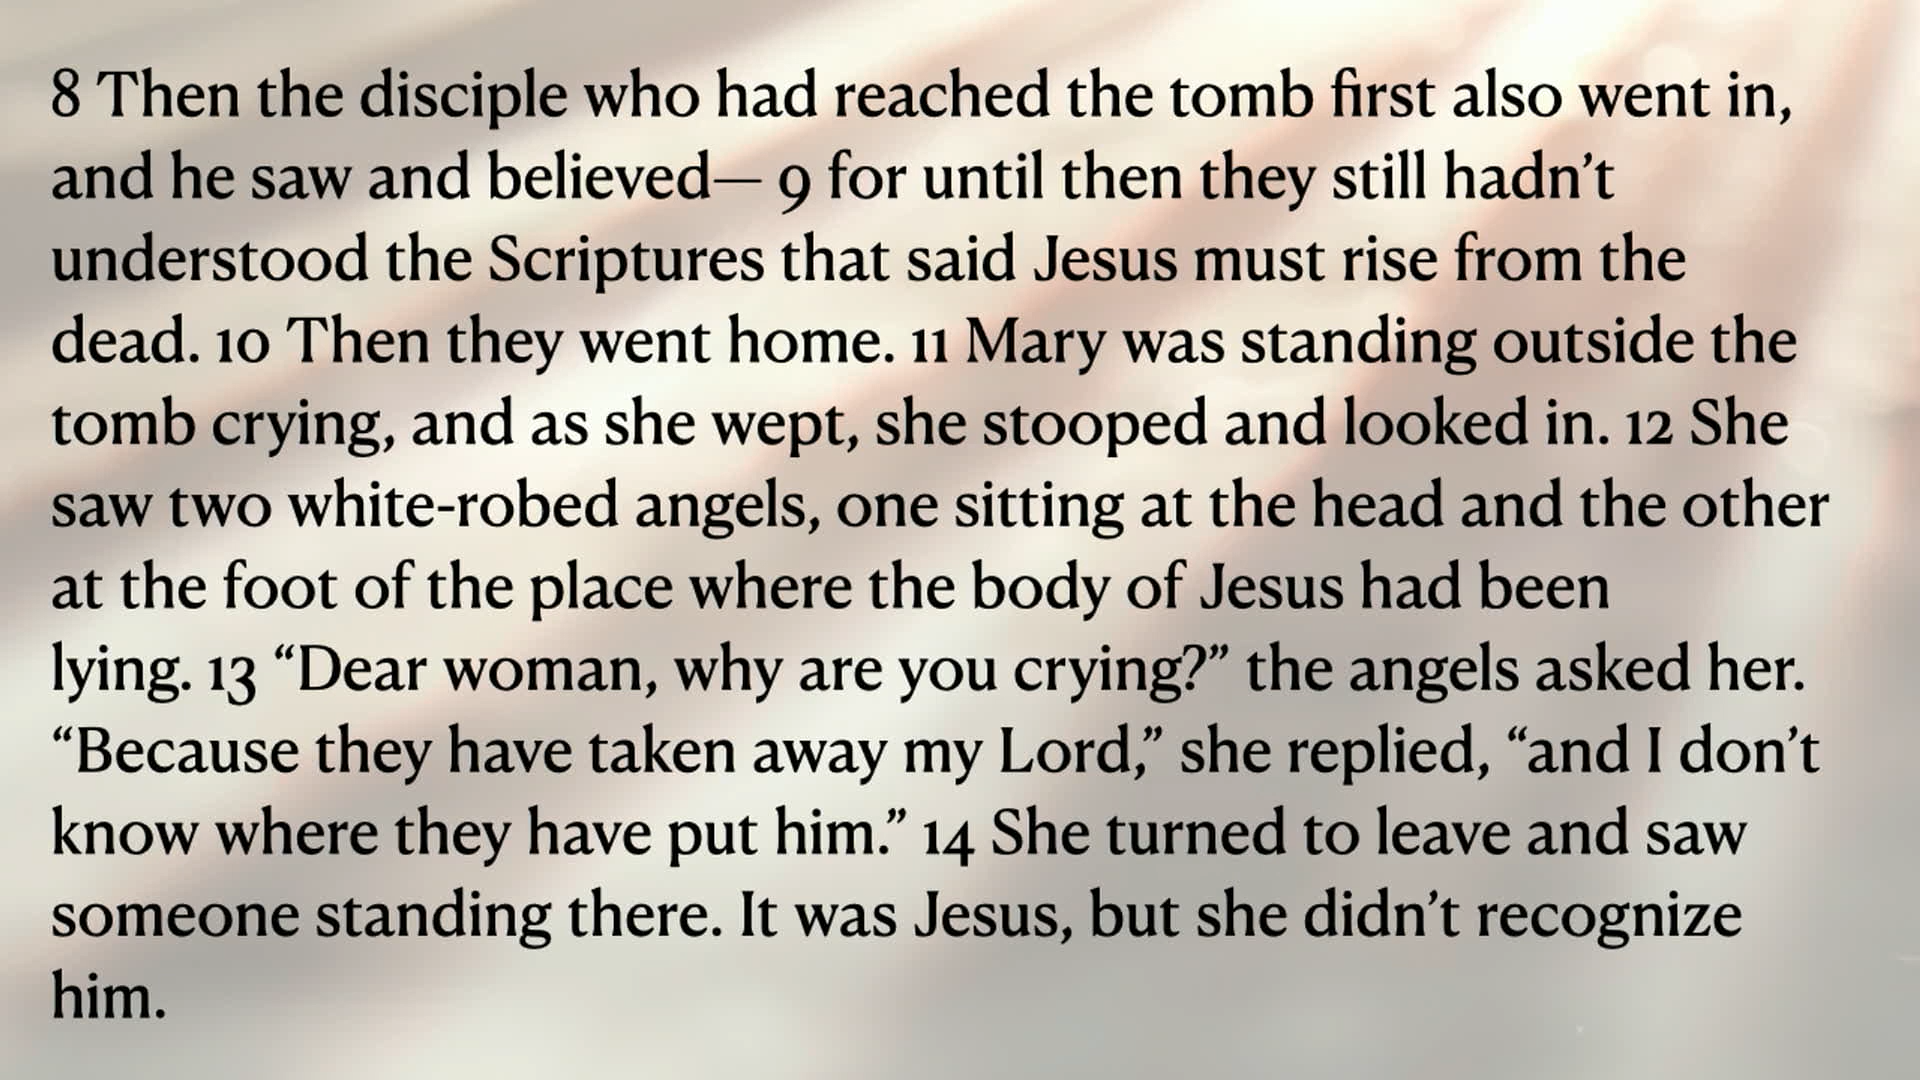 8 Then the disciple who had reached the tomb first also went in,
and he saw and believed— 9 for until then they still hadn’t
understood the Scriptures that said Jesus must rise from the
dead. 10 Then they went home. 11 Mary was standing outside the
tomb crying, and as she wept, she stooped and looked in. 12 She
saw two white-robed angels, one sitting at the head and the other
at the foot of the place where the body of Jesus had been
lying. 13 “Dear woman, why are you crying?” the angels asked her.
“Because they have taken away my Lord,” she replied, “and I don’t
know where they have put him.” 14 She turned to leave and saw
someone standing there. It was Jesus, but she didn’t recognize
him.